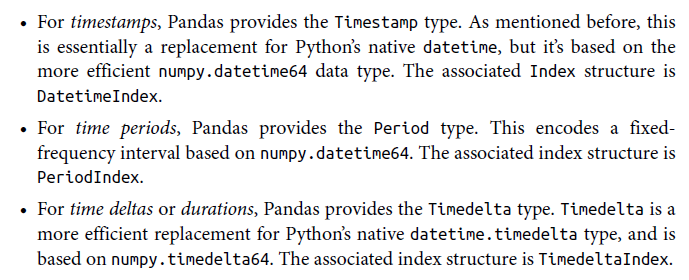 • For timestamps, Pandas provides the Timestamp type. As mentioned before, this
is essentially a replacement for Python’s native datetime, but it’s based on the
more efficient numpy.datetime64 data type. The associated Index structure is
DatetimeIndex.
• For time periods, Pandas provides the Period type. This encodes a fixed-
frequency interval based on numpy.datetime64. The associated index structure is
PeriodIndex.
• For time deltas or durations, Pandas provides the Timedelta type. Timedelta is a
more efficient replacement for Python’s native datetime.timedelta type, and is
based on numpy.timedelta64. The associated index structure is TimedeltaIndex.